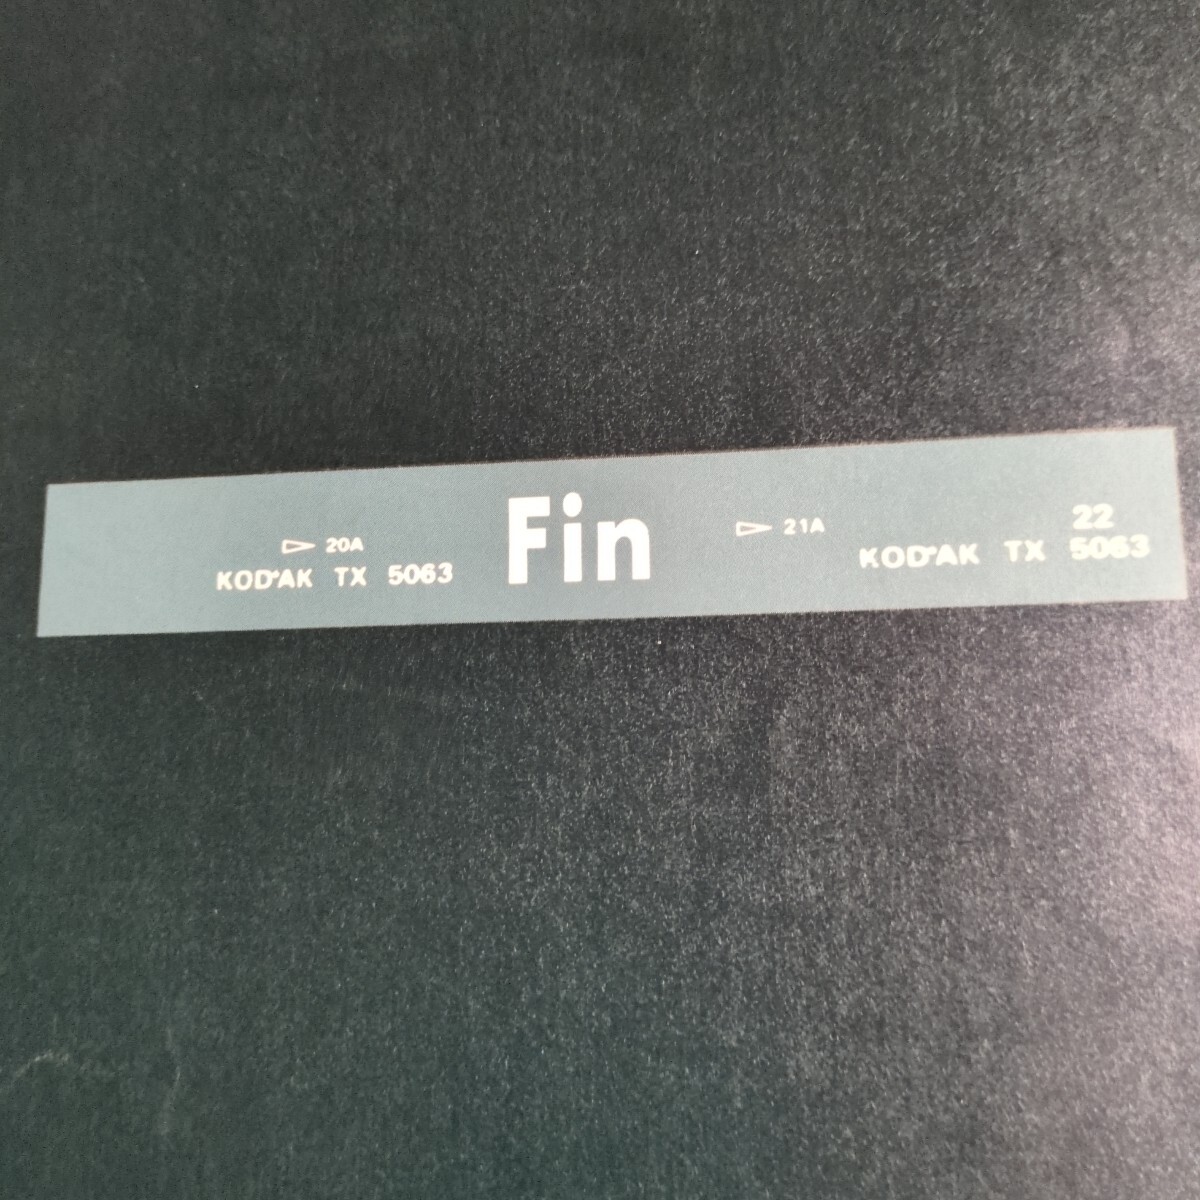 20A
KODAK TX 5063
Fin
21A
22
KODAK TX 5063